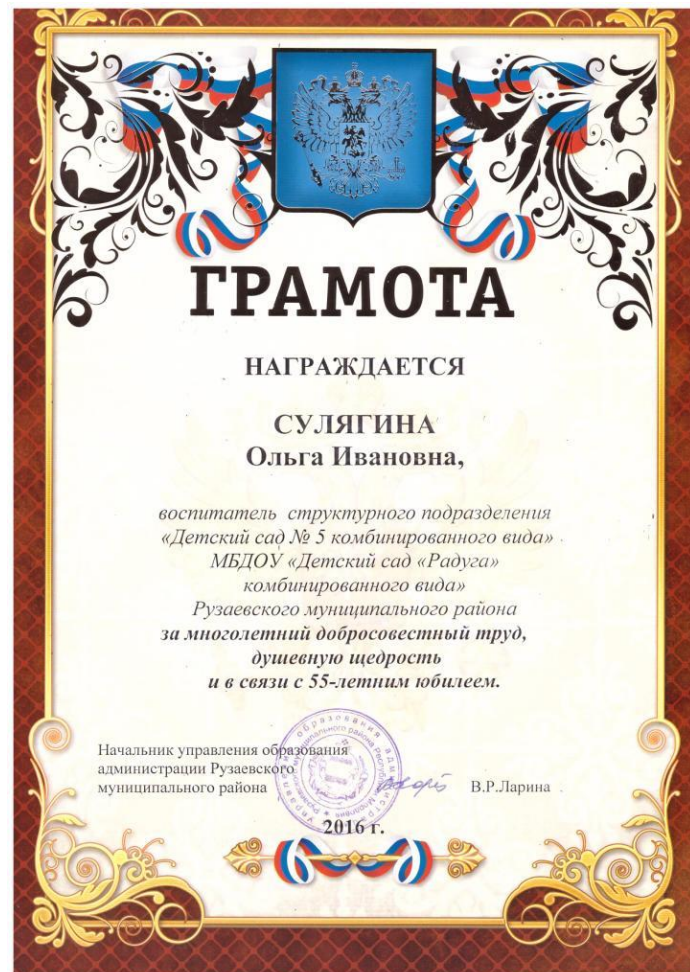 ГРАМОТА
НАГРАЖДАЕТСЯ
СУЛЯГИНА
Ольга Ивановна,
воспитатель структурного подразделения
«Детский сад № 5 комбинированного вида»
МБДОУ «Детский сад «Радуга»
комбинированного вида»
Рузаевского муниципального района
за многолетний добросовестный труд,
душевную щедрость
и в связи с 55-летним юбилеем.
Начальник управления образования
администрации Рузаевского
муниципального района В.Р.Ларина
2016 г.